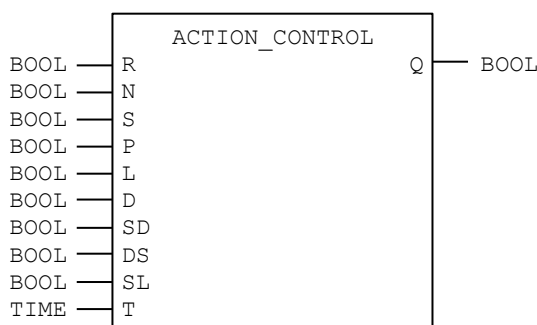 ACTION_CONTROL
BOOL R Q BOOL
BOOL N
BOOL S
BOOL P
BOOL L
BOOL D
BOOL SD
BOOL DS
BOOL SL
TIME T